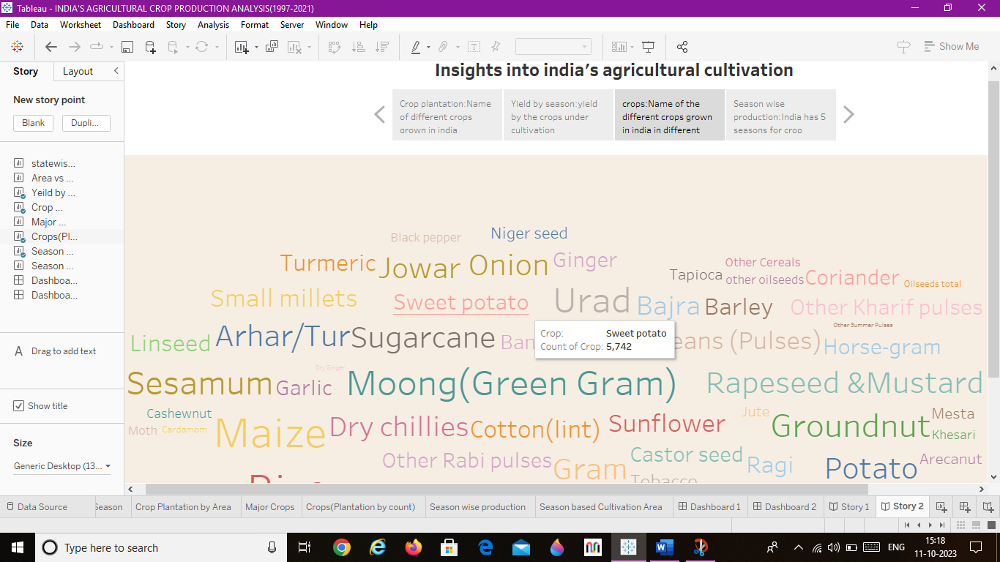 Tableau - INDIA'S AGRICULTURAL CROP PRODUCTION ANALYSIS(1997-2021)
File Data Worksheet Dashboard Story Analysis Format Server Window Help
Show Me
Story Layout
New story point
Blank Dupli...
statewis...
Area vs ...
Yeild by ...
Crop ...
Major ...
Crops(Pl...
Season ...
Season ...
Dashboa...
Dashboa...
A Drag to add text
Show title
Size
Generic Desktop (13...
Insights into india's agricultural cultivation
Crop plantation:Name
of different crops
grown in india
Yield by season:yield
by the crops under
cultivation
crops:Name of the
different crops grown
in india in different
Season wise
production:India has 5
seasons for crop
Black pepper Niger seed
Turmeric Jowar Onion Ginger
Other Cereals
Tapioca other oilseeds Coriander Oilseeds total
Small millets Sweet potato Urad Bajra Barley Other Kharif pulses
Other Summer Pulses
Linseed Arhar/Tur Sugarcane Ban eans (Pulses) Horse-gram
Crop: Sweet potato
Count of Crop: 5,742
Dry Ginger
Sesamum Garlic Moong(Green Gram) Rapeseed &Mustard
Cashewnut
Moth Cardamom Maize Dry chillies Cotton(lint) Sunflower Jute Groundnut Mesta
Khesari
Other Rabi pulses Gram Castor seed Ragi Potato Arecanut
Tobacco
Data Source Season Crop Plantation by Area Major Crops Crops(Plantation by count) Season wise production Season based Cultivation Area Dashboard 1 Dashboard 2 Story 1 Story 2
Type here to search
ENG
15:18
11-10-2023